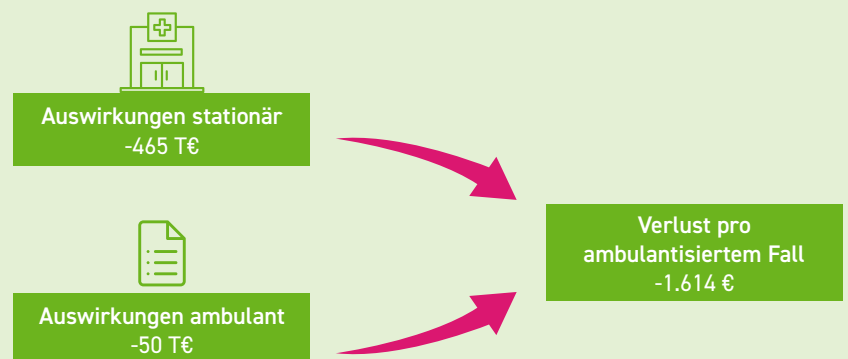 Auswirkungen stationär
-465 T€
Verlust pro
ambulantisiertem Fall
-1.614 €
Auswirkungen ambulant
-50 T€